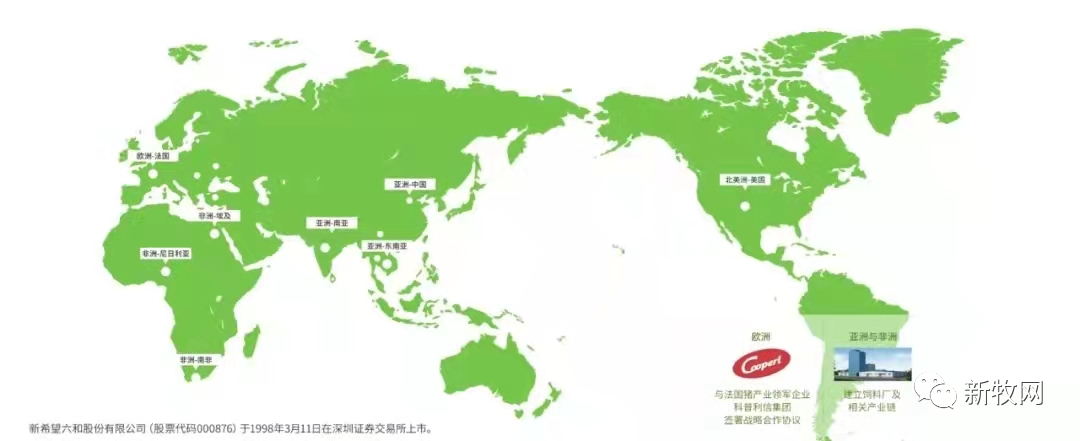 欧洲-法国
亚洲-中国
北美洲-美国
非洲-埃及
亚洲-南亚
亚洲-东南亚
非洲-尼日利亚
非洲-南非
欧洲
Cooperl
与法国猪产业领军企业
科普利信集团
签署战略合作协议
亚洲与非洲
建立饲料厂及
相关产业链
新牧网
新希望六和股份有限公司（股票代码000876）于1998年3月11日在深圳证券交易所上市。